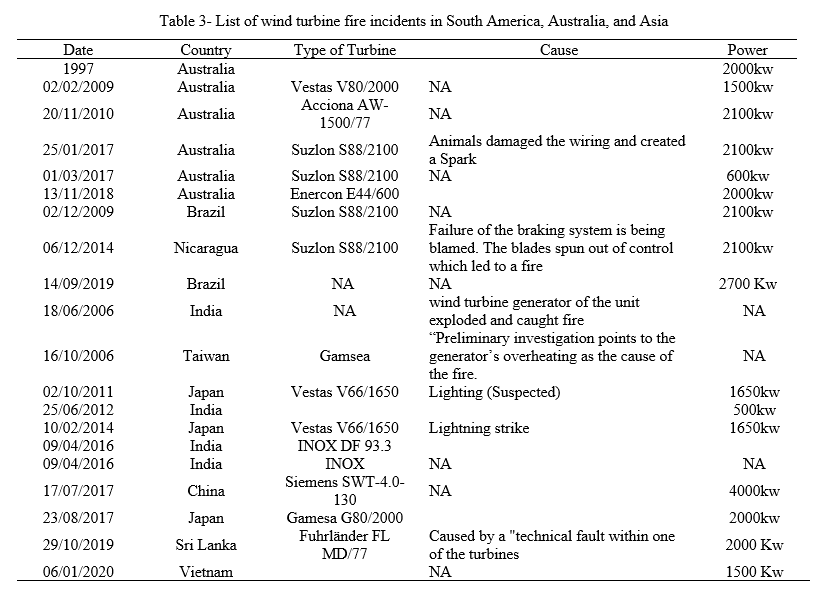 Table 3- List of wind turbine fire incidents in South America, Australia, and Asia
Date Country Type of Turbine Cause Power
1997 Australia 2000kw
02/02/2009 Australia Vestas V80/2000 NA 1500kw
20/11/2010 Australia Acciona AW-
1500/77 NA 2100kw
25/01/2017 Australia Suzlon S88/2100 Animals damaged the wiring and created
a Spark 2100kw
01/03/2017 Australia Suzlon S88/2100 NA 600kw
13/11/2018 Australia Enercon E44/600 2000kw
02/12/2009 Brazil Suzlon S88/2100 NA 2100kw
Failure of the braking system is being
06/12/2014 Nicaragua Suzlon S88/2100 blamed. The blades spun out of control 2100kw
which led to a fire
14/09/2019 Brazil NA NA 2700 Kw
18/06/2006 India NA wind turbine generator of the unit
exploded and caught fire NA
“Preliminary investigation points to the
16/10/2006 Taiwan Gamsea generator’s overheating as the cause of NA
the fire.
02/10/2011 Japan Vestas V66/1650 Lighting (Suspected) 1650kw
25/06/2012 India 500kw
10/02/2014 Japan Vestas V66/1650 Lightning strike 1650kw
09/04/2016 India INOX DF 93.3
09/04/2016 India INOX NA NA
17/07/2017 China Siemens SWT-4.0-
130 NA 4000kw
23/08/2017 Japan Gamesa G80/2000 2000kw
29/10/2019 Sri Lanka Fuhrländer FL
MD/77 Caused by a "technical fault within one
of the turbines 2000 Kw
06/01/2020 Vietnam NA 1500 Kw